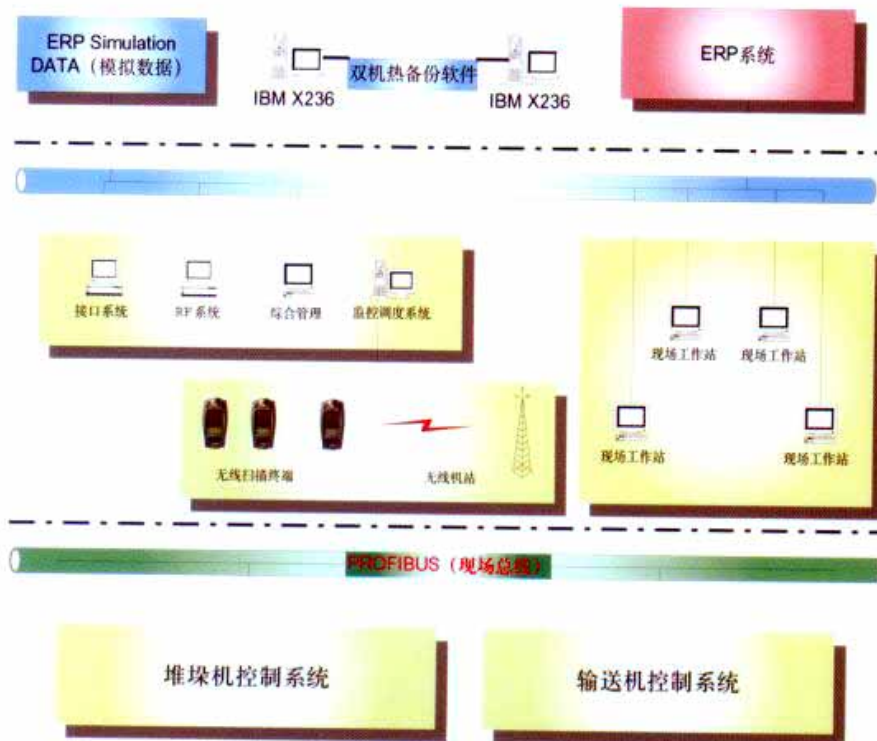 ERP Simulation
DATA（模拟数据）
双机热备份软件
IBM X236
IBM X236
ERP系统
接口系统
RF系统
综合管理
监控调度系统
现场工作站
现场工作站
现场工作站
现场工作站
无线扫描终端
无线机站
PROFIBUS（现场总线）
堆垛机控制系统
输送机控制系统